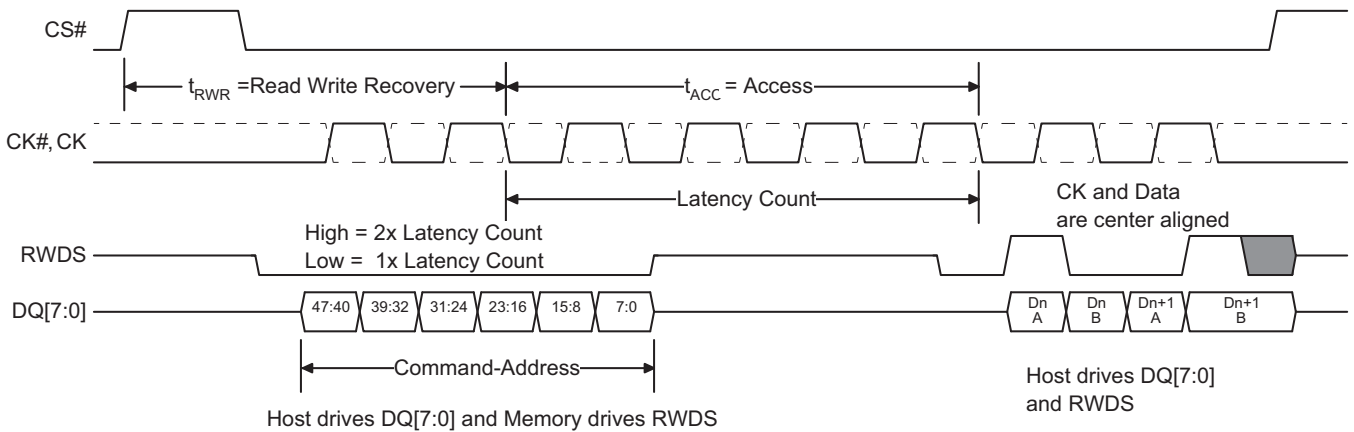 CS#
tRWR =Read Write Recovery
tACC = Access
CK#, CK
Latency Count
CK and Data
are center aligned
High = 2x Latency Count
Low = 1x Latency Count
RWDS
DQ[7:0]
47:40 39:32 31:24 23:16 15:8 7:0
Dn
A
Dn
B
Dn+1
A
Dn+1
B
Command-Address
Host drives DQ[7:0]
and RWDS
Host drives DQ[7:0] and Memory drives RWDS